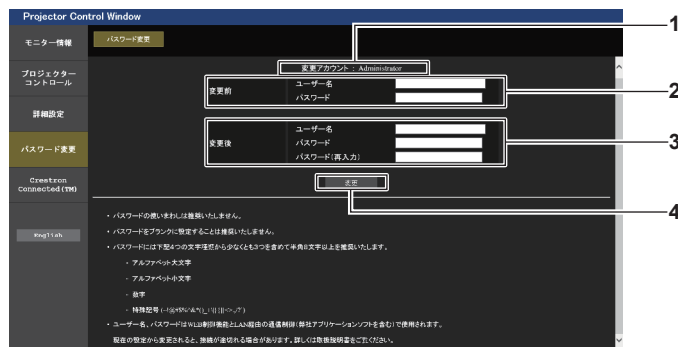 Projector Control Window
モニター情報
プロジェクター
コントロール
詳細設定
パスワード変更
Crestron
Connected(TM)
English
パスワード変更
変更アカウント : Administrator
変更前
ユーザー名
パスワード
変更後
ユーザー名
パスワード
パスワード(再入力)
変更
・パスワードの使いまわしは推奨いたしません。
・パスワードをブランクに設定することは推奨いたしません。
・パスワードには下記4つの文字種類から少なくとも3つを含めて半角8文字以上を推奨いたします。
- アルファベット大文字
- アルファベット小文字
- 数字
- 特殊記号
・ユーザー名、パスワードはWEB制御機能とLAN経由の通信制御(弊社アプリケーションソフトを含む)で使用されます。
現在の設定から変更されると、接続が途切れる場合があります。詳しくは取扱説明書をご覧ください。
1
2
3
4